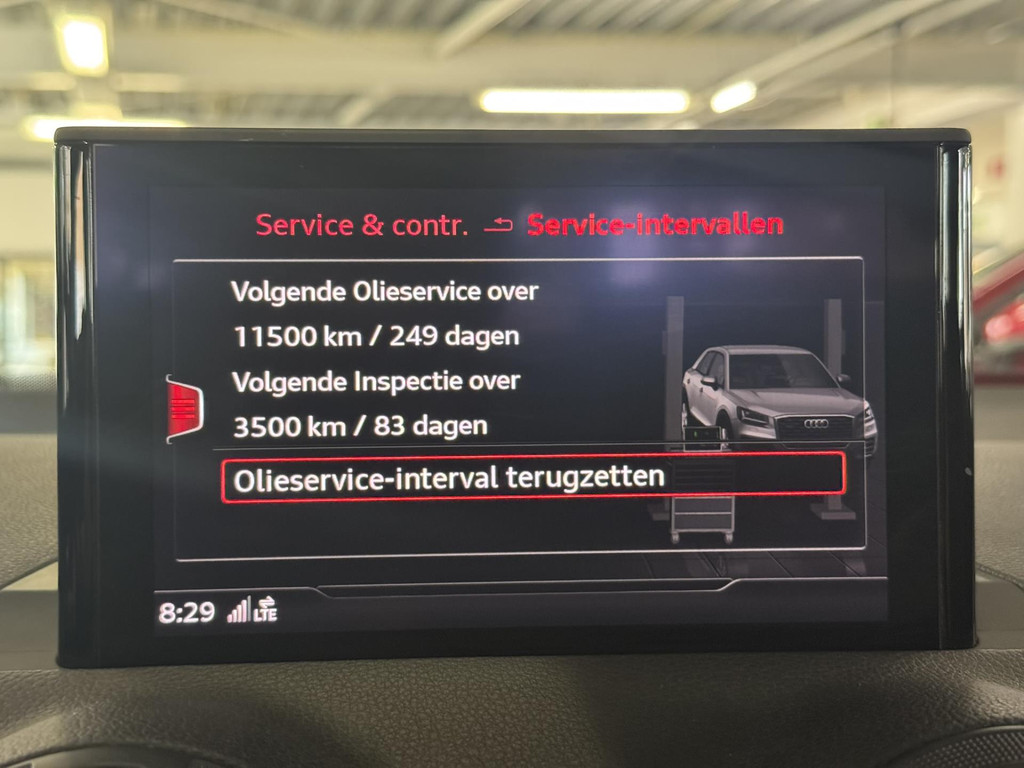 Service & contr. Service-intervallen
Volgende Olieservice over
11500 km / 249 dagen
Volgende Inspectie over
3500 km / 83 dagen
Olieservice-interval terugzetten
8:29 LTE